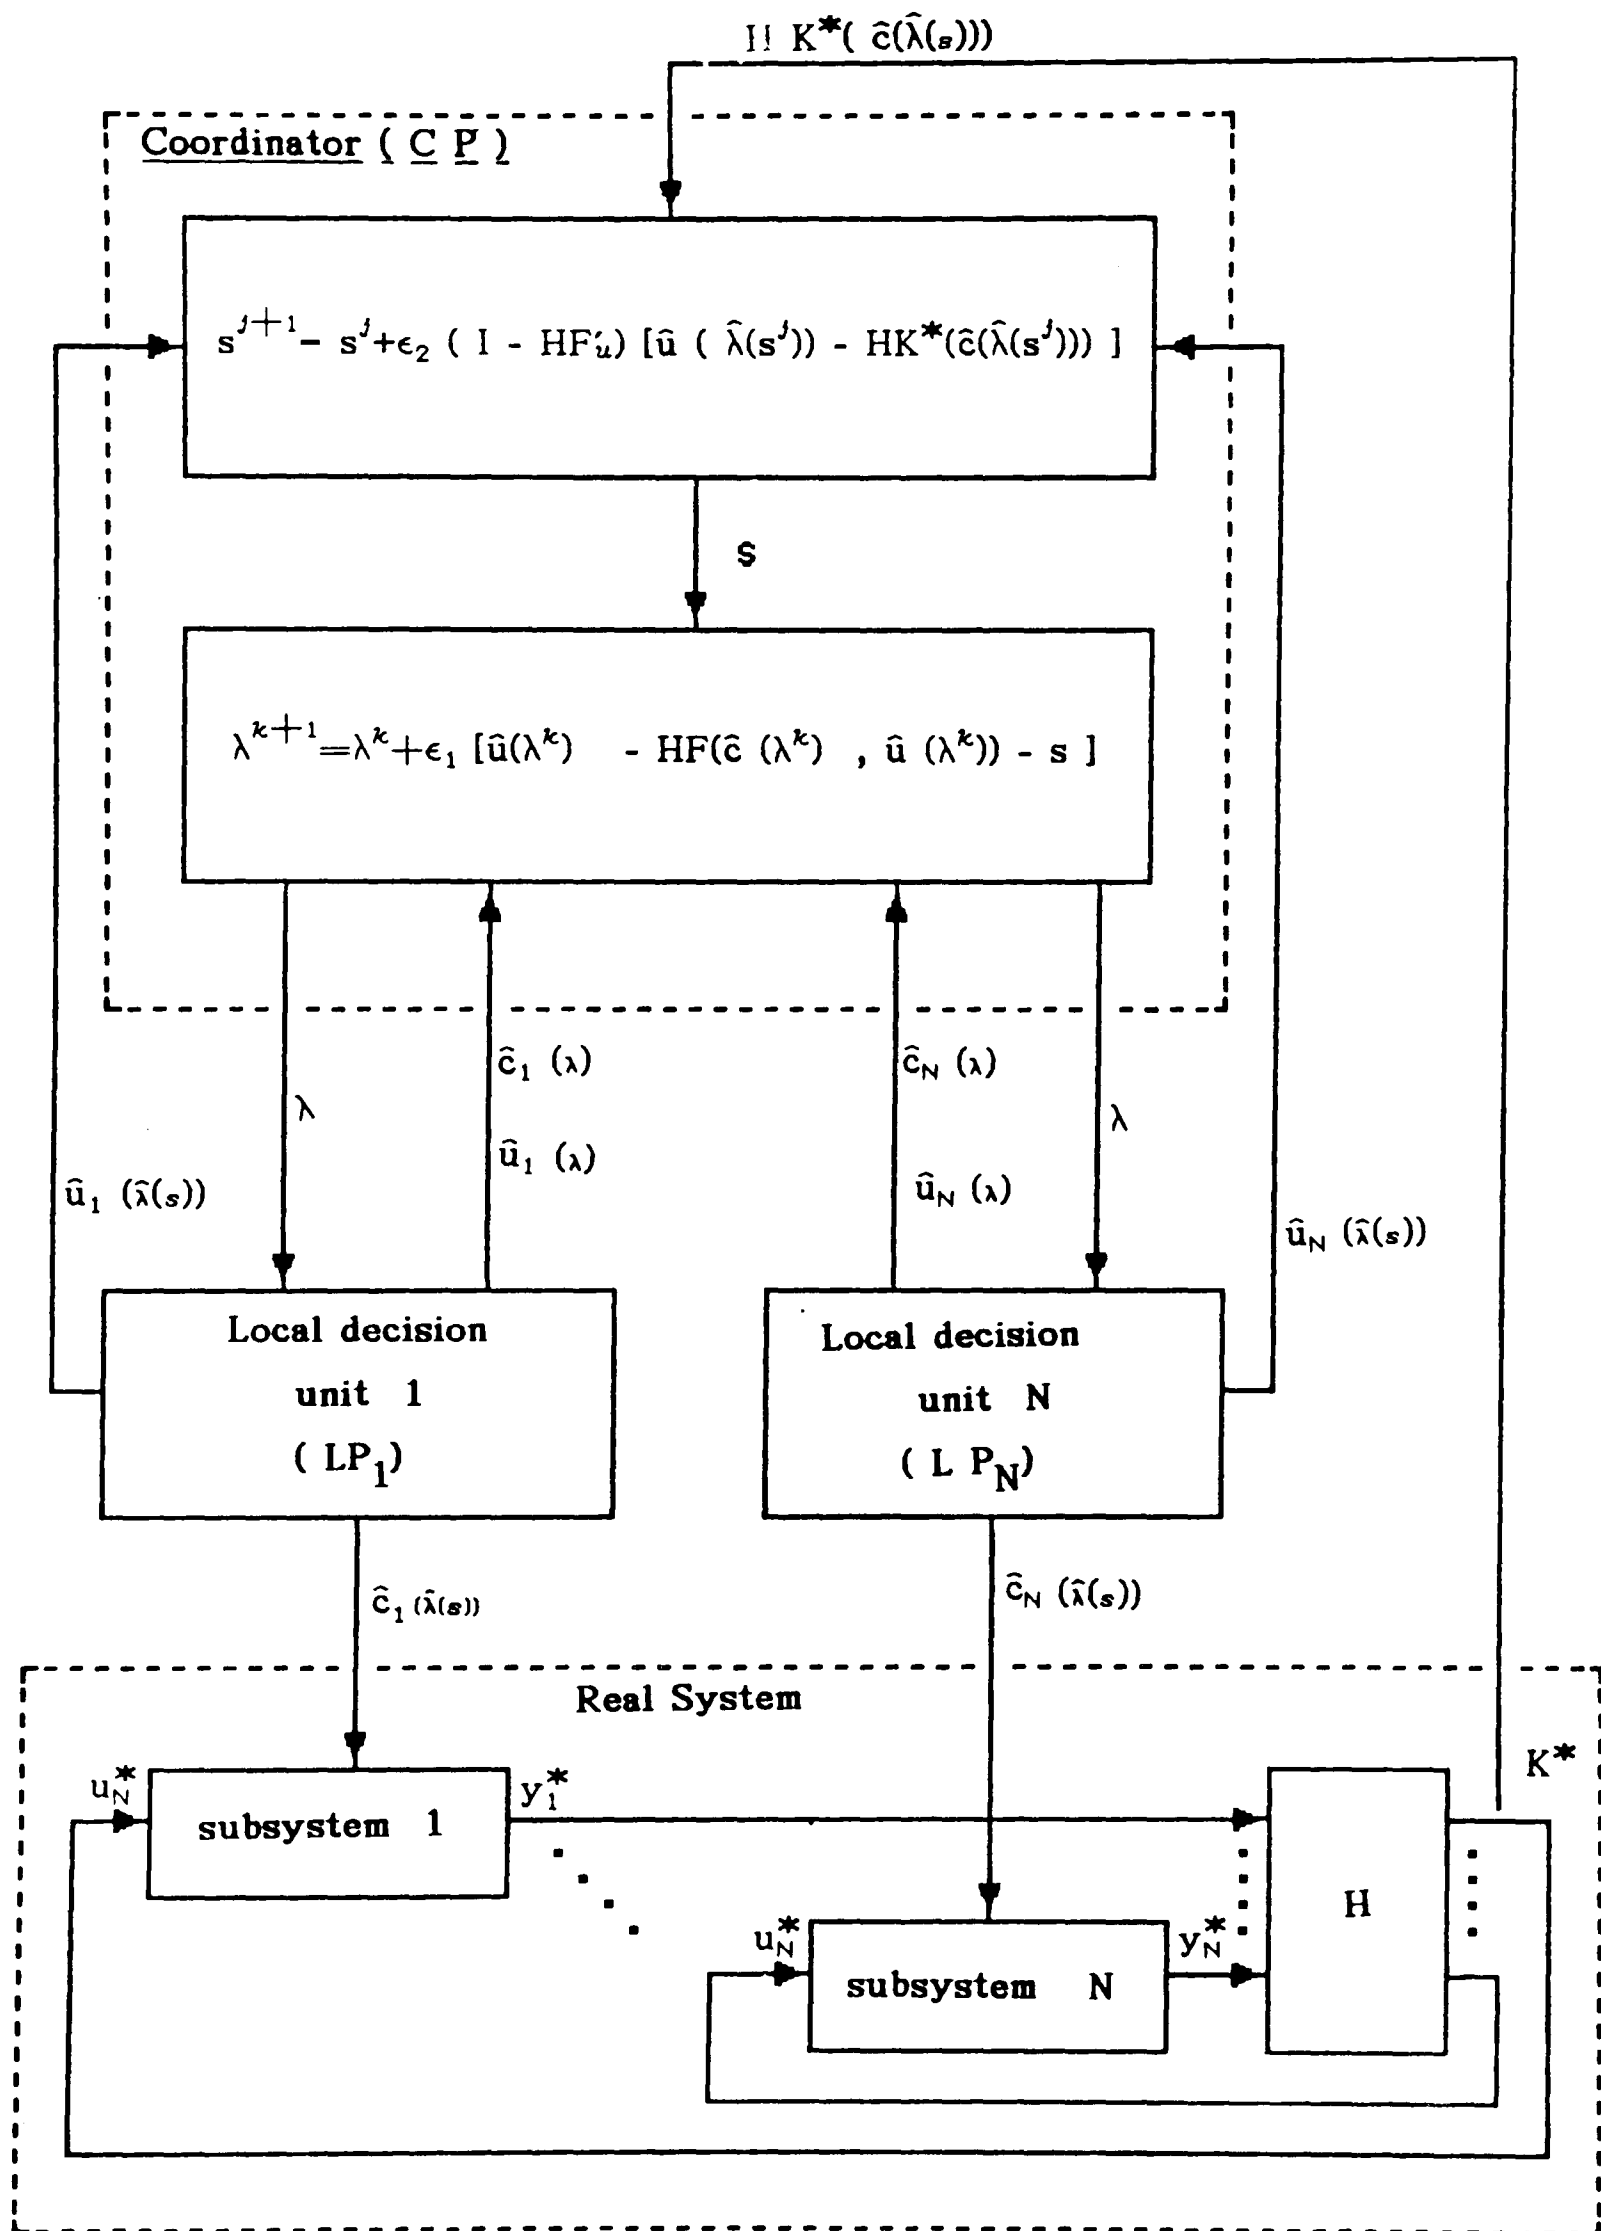 I! K*( ĉ(λ̂(s)))
Coordinator ( C P )
s^{j+1} - s^j +ϵ₂ ( I - HF'_u) [û ( λ̂(s^j)) - HK*(ĉ(λ̂(s^j))) ]
S
λ^{k+1}=λ^k+ϵ₁ [û(λ^k) - HF(ĉ (λ^k) , û (λ^k)) - s ]
ĉ₁ (λ)
ĉ_N (λ)
λ
λ
û₁ (λ)
û_N (λ)
û₁ (λ̂(s))
û_N (λ̂(s))
Local decision
unit 1
( LP₁)
Local decision
unit N
( L P_N)
ĉ₁ (λ̂(s))
ĉ_N (λ̂(s))
Real System
K*
u*_N
subsystem 1
y*₁
H
u*_N
subsystem N
y*_N